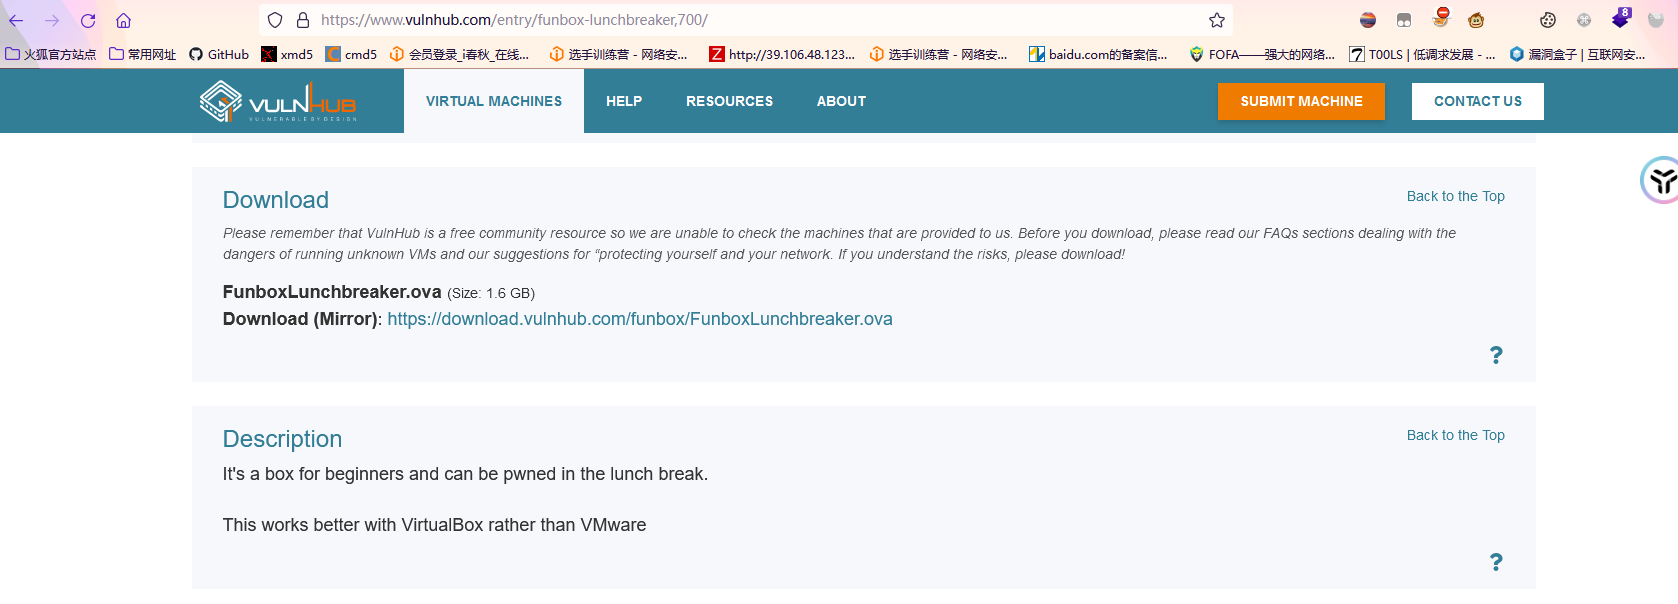 https://www.vulnhub.com/entry/funbox-lunchbreaker,700/
8
火狐官方站点 常用网址 GitHub xmd5 cmd5 会员登录_i春秋_在线... 选手训练营 - 网络安... http://39.106.48.123... 选手训练营 - 网络安... baidu.com的备案信... FOFA——强大的网络... T00LS | 低调求发展 - ... 漏洞盒子 | 互联网安...
VULNHUB VIRTUAL MACHINES HELP RESOURCES ABOUT SUBMIT MACHINE CONTACT US
VULNERABLE BY DESIGN
Download Back to the Top
Please remember that VulnHub is a free community resource so we are unable to check the machines that are provided to us. Before you download, please read our FAQs sections dealing with the
dangers of running unknown VMs and our suggestions for “protecting yourself and your network. If you understand the risks, please download!
FunboxLunchbreaker.ova (Size: 1.6 GB)
Download (Mirror): https://download.vulnhub.com/funbox/FunboxLunchbreaker.ova
?
Description Back to the Top
It's a box for beginners and can be pwned in the lunch break.
This works better with VirtualBox rather than VMware
?